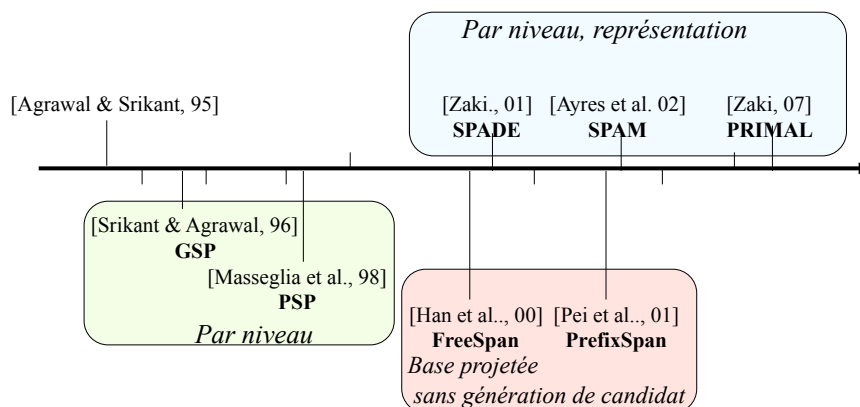 Par niveau, représentation
[Agrawal & Srikant, 95]
[Zaki., 01]
SPADE
[Ayres et al. 02]
SPAM
[Zaki, 07]
PRIMAL
[Srikant & Agrawal, 96]
GSP
[Masseglia et al., 98]
PSP
Par niveau
[Han et al.., 00]
FreeSpan
[Pei et al.., 01]
PrefixSpan
Base projetée
sans génération de candidat